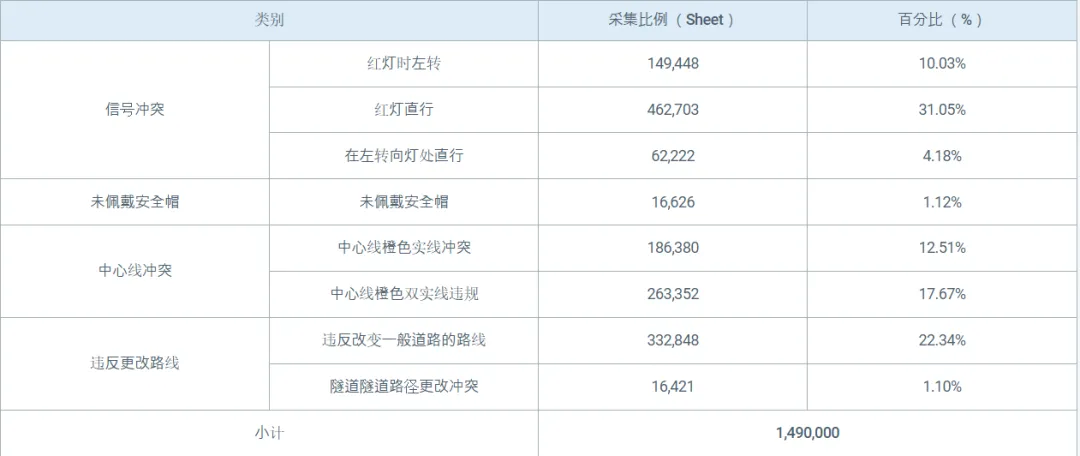 类别 采集比例（Sheet） 百分比（%）
信号冲突 红灯时左转 149,448 10.03%
红灯直行 462,703 31.05%
在左转向灯处直行 62,222 4.18%
未佩戴安全帽 未佩戴安全帽 16,626 1.12%
中心线冲突 中心线橙色实线冲突 186,380 12.51%
中心线橙色双实线违规 263,352 17.67%
违反更改路线 违反改变一般道路的路线 332,848 22.34%
隧道隧道路径更改冲突 16,421 1.10%
小计 1,490,000